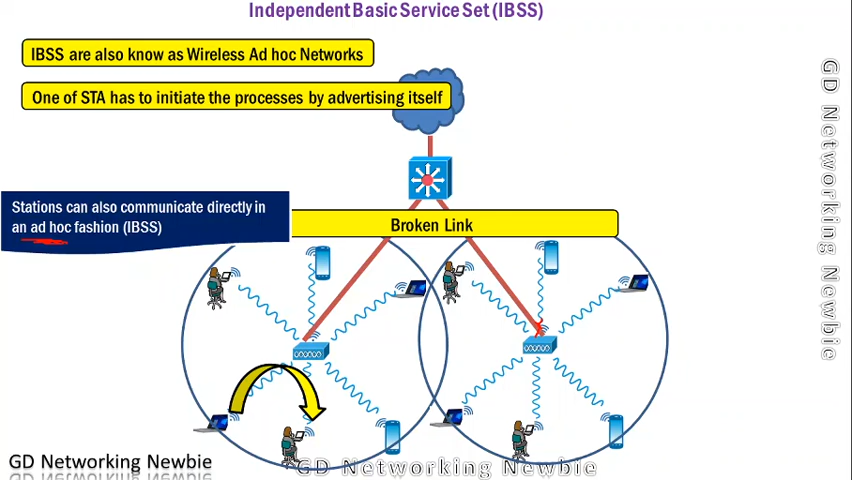 Independent Basic Service Set (IBSS)
IBSS are also know as Wireless Ad hoc Networks
One of STA has to initiate the processes by advertising itself
Stations can also communicate directly in
an ad hoc fashion (IBSS)
Broken Link
GD Networking Newbie
GD Networking Newbie
GD Networking Newbie